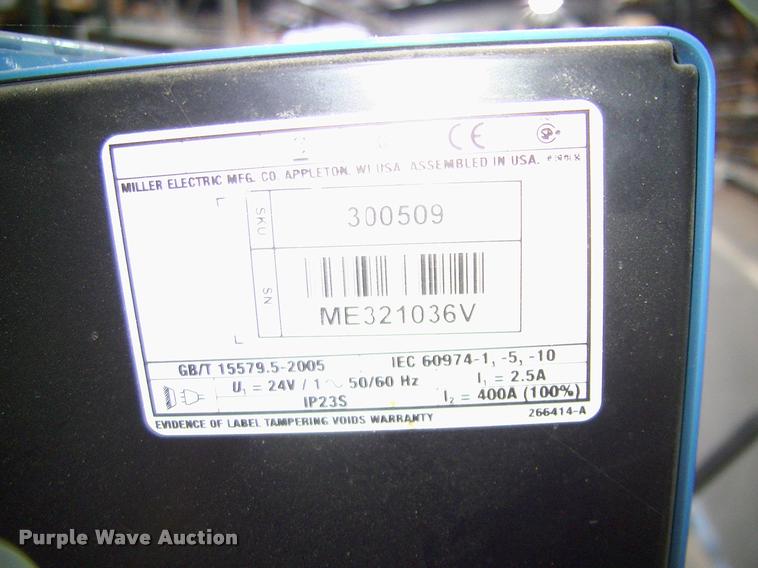 CE
MILLER ELECTRIC MFG. CO. APPLETON, WI USA. ASSEMBLED IN USA.
SKU 300509
SN
ME321036V
GB/T 15579.5-2005 IEC 60974-1, -5, -10
U₁ = 24V / 1 ~ 50/60 Hz I₁ = 2.5A
IP23S I₂ = 400A (100%)
EVIDENCE OF LABEL TAMPERING VOIDS WARRANTY 266414-A
Purple Wave Auction